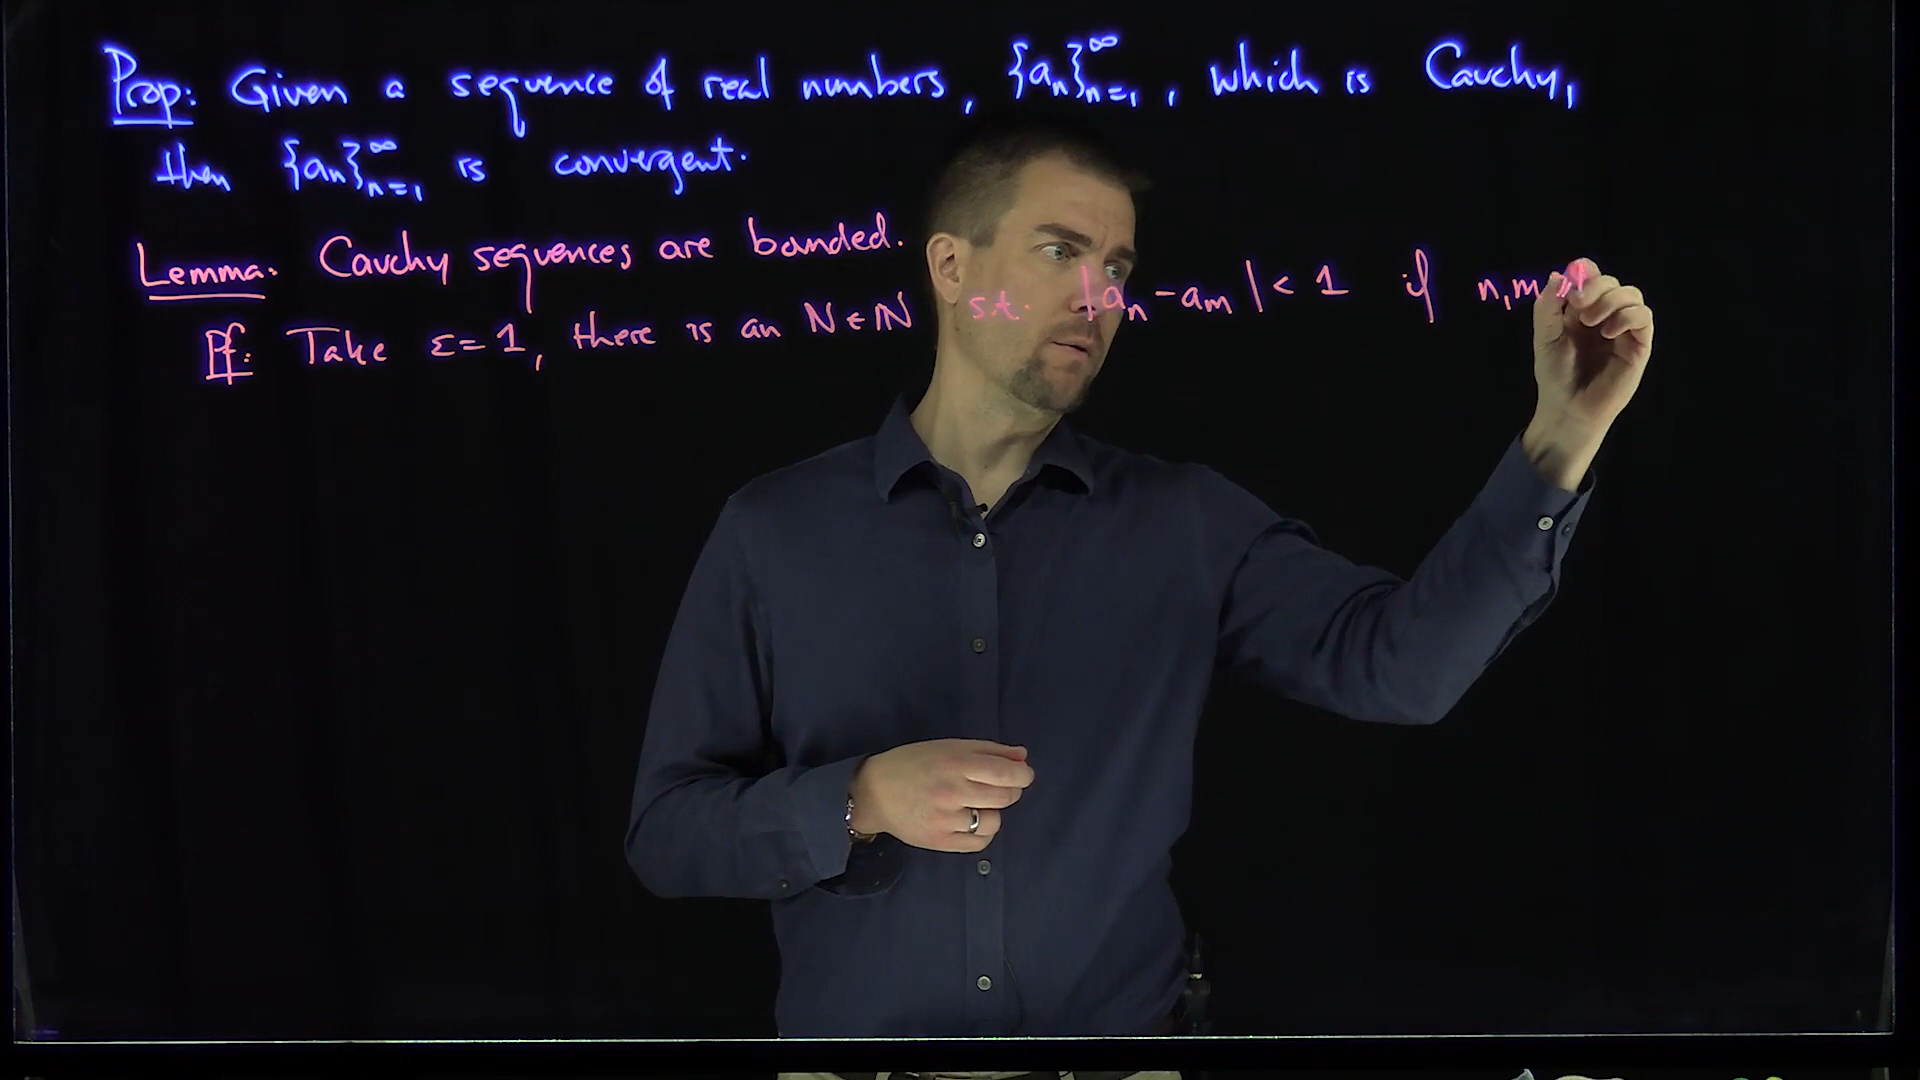 Prop: Given a sequence of real numbers, {aₙ}ₙ₌₁^∞, which is Cauchy,
then {aₙ}ₙ₌₁^∞ is convergent.
Lemma: Cauchy sequences are bounded.
Pf: Take ε=1, there is an N∈ℕ s.t. |aₙ-aₘ|<1 if n,m